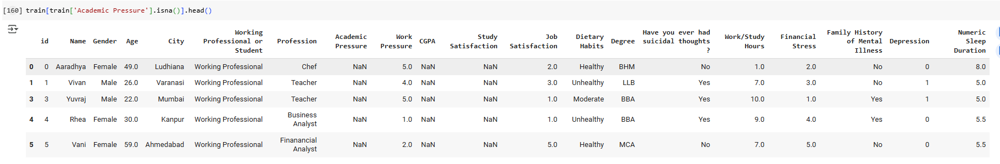 [160] train[train['Academic Pressure'].isna()].head()
id Name Gender Age City Working Professional or Student Profession Academic Pressure Work Pressure CGPA Study Satisfaction Job Satisfaction Dietary Habits Degree Have you ever had suicidal thoughts ? Work/Study Hours Financial Stress Family History of Mental Illness Depression Numeric Sleep Duration
0 0 Aaradhya Female 49.0 Ludhiana Working Professional Chef NaN 5.0 NaN NaN 2.0 Healthy BHM No 1.0 2.0 No 0 8.0
1 1 Vivan Male 26.0 Varanasi Working Professional Teacher NaN 4.0 NaN NaN 3.0 Unhealthy LLB Yes 7.0 3.0 No 1 5.0
3 3 Yuvraj Male 22.0 Mumbai Working Professional Teacher NaN 5.0 NaN NaN 1.0 Moderate BBA Yes 10.0 1.0 Yes 1 5.0
4 4 Rhea Female 30.0 Kanpur Working Professional Business Analyst NaN 1.0 NaN NaN 1.0 Unhealthy BBA Yes 9.0 4.0 Yes 0 5.5
5 5 Vani Female 59.0 Ahmedabad Working Professional Finanancial Analyst NaN 2.0 NaN NaN 5.0 Healthy MCA No 7.0 5.0 No 0 5.5